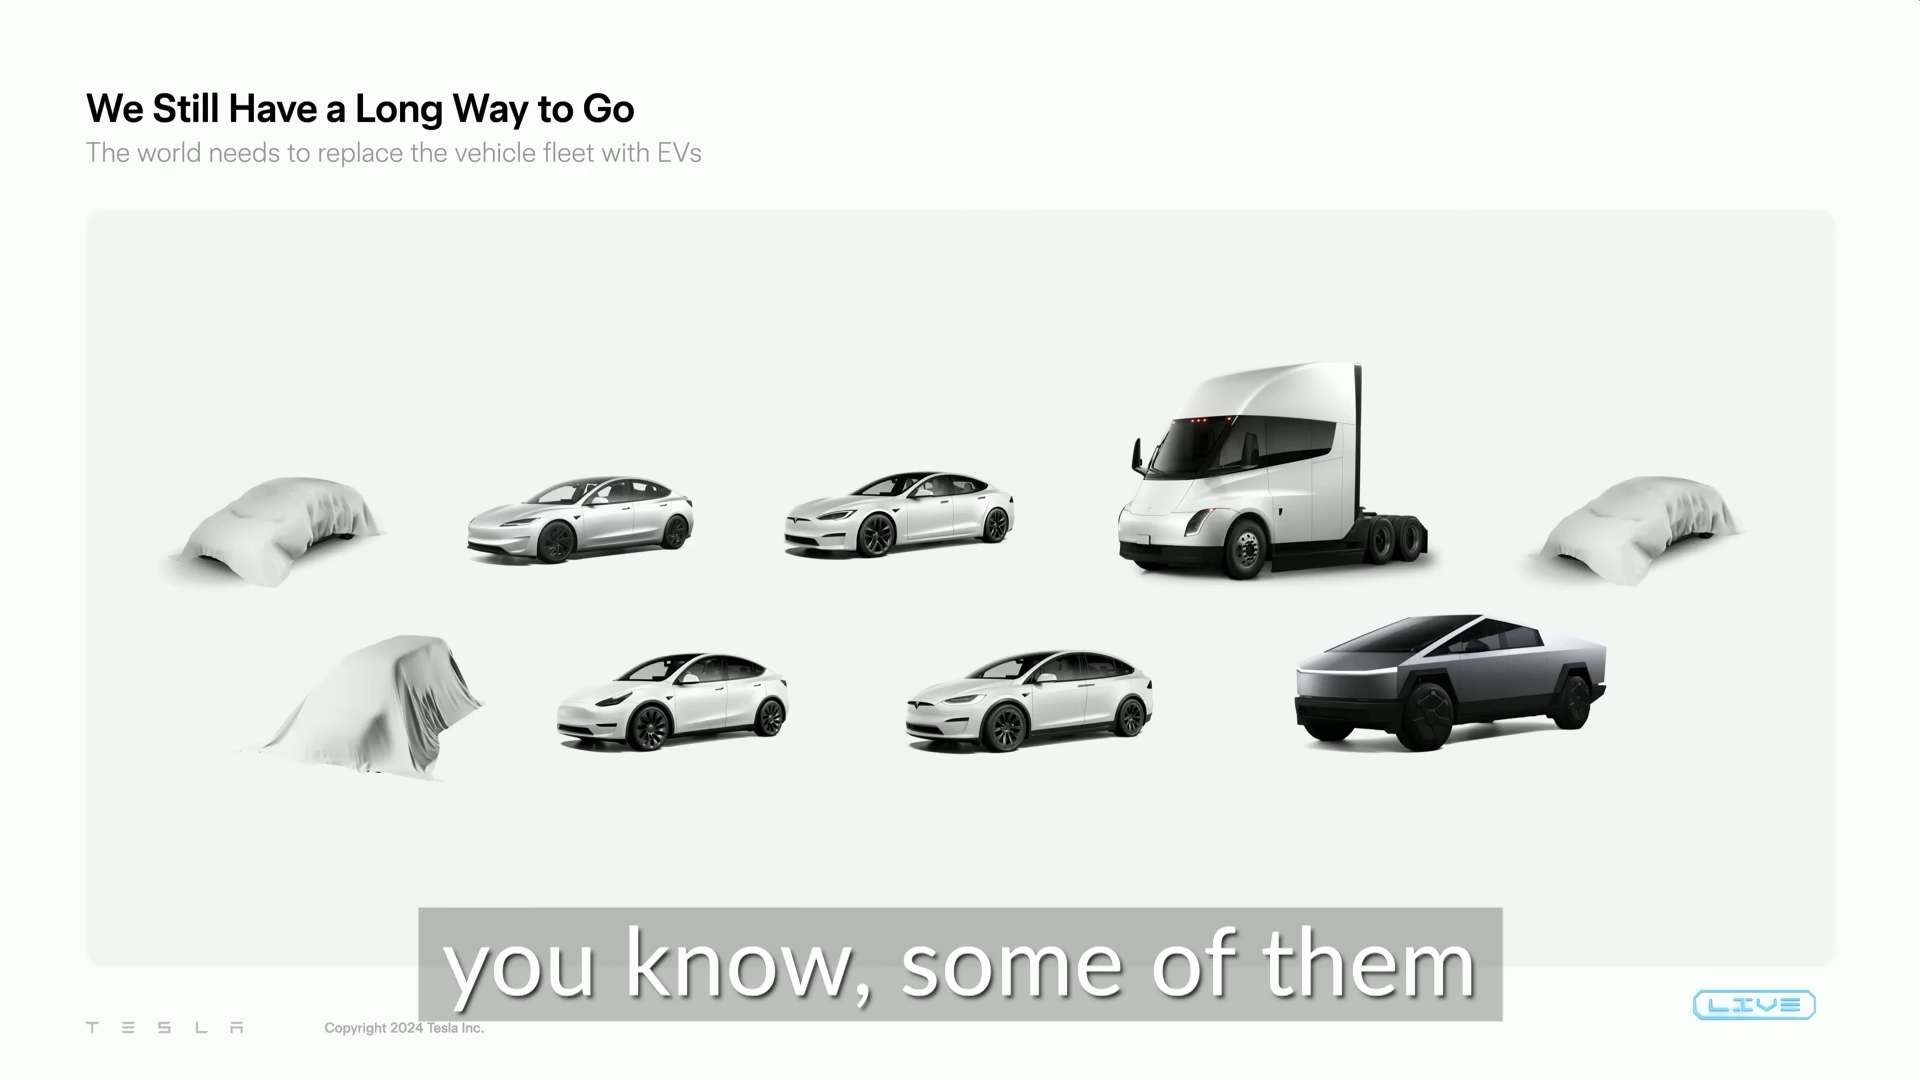 We Still Have a Long Way to Go
The world needs to replace the vehicle fleet with EVs
you know, some of them
TESLA
Copyright 2024 Tesla Inc.
LIVE